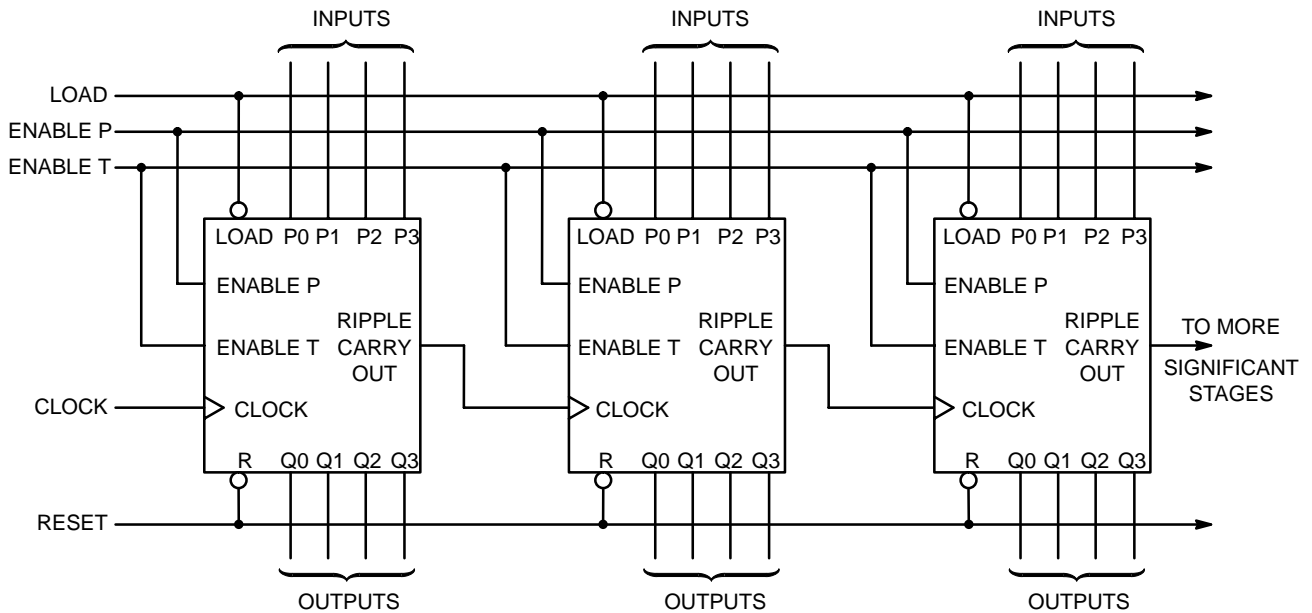 INPUTS INPUTS INPUTS
LOAD
ENABLE P
ENABLE T
LOAD P0 P1 P2 P3 LOAD P0 P1 P2 P3 LOAD P0 P1 P2 P3
ENABLE P ENABLE P ENABLE P
RIPPLE RIPPLE RIPPLE TO MORE
ENABLE T CARRY ENABLE T CARRY ENABLE T CARRY
OUT OUT OUT SIGNIFICANT
STAGES
CLOCK CLOCK CLOCK CLOCK
R Q0 Q1 Q2 Q3 R Q0 Q1 Q2 Q3 R Q0 Q1 Q2 Q3
RESET
OUTPUTS OUTPUTS OUTPUTS